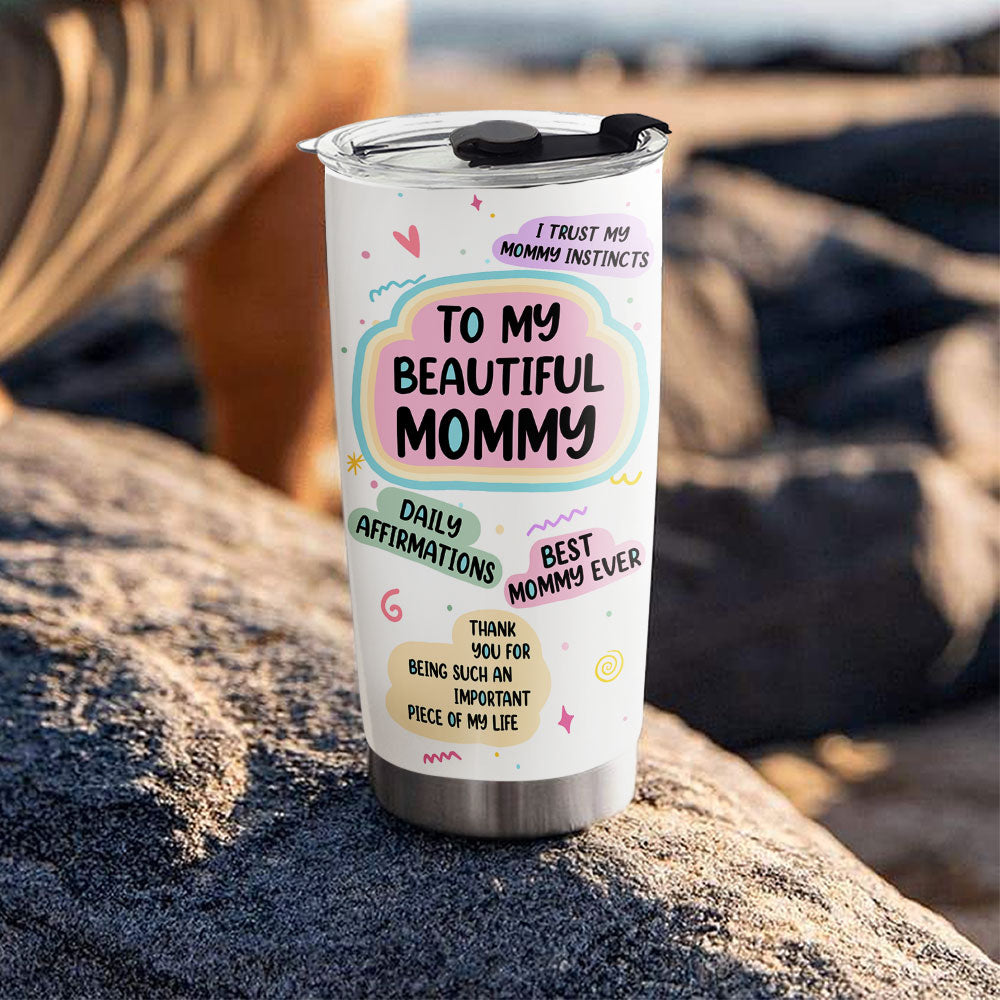 I TRUST MY
MOMMY INSTINCTS
TO MY
BEAUTIFUL
MOMMY
DAILY
AFFIRMATIONS
BEST
MOMMY EVER
THANK
YOU FOR
BEING SUCH AN
IMPORTANT
PIECE OF MY LIFE